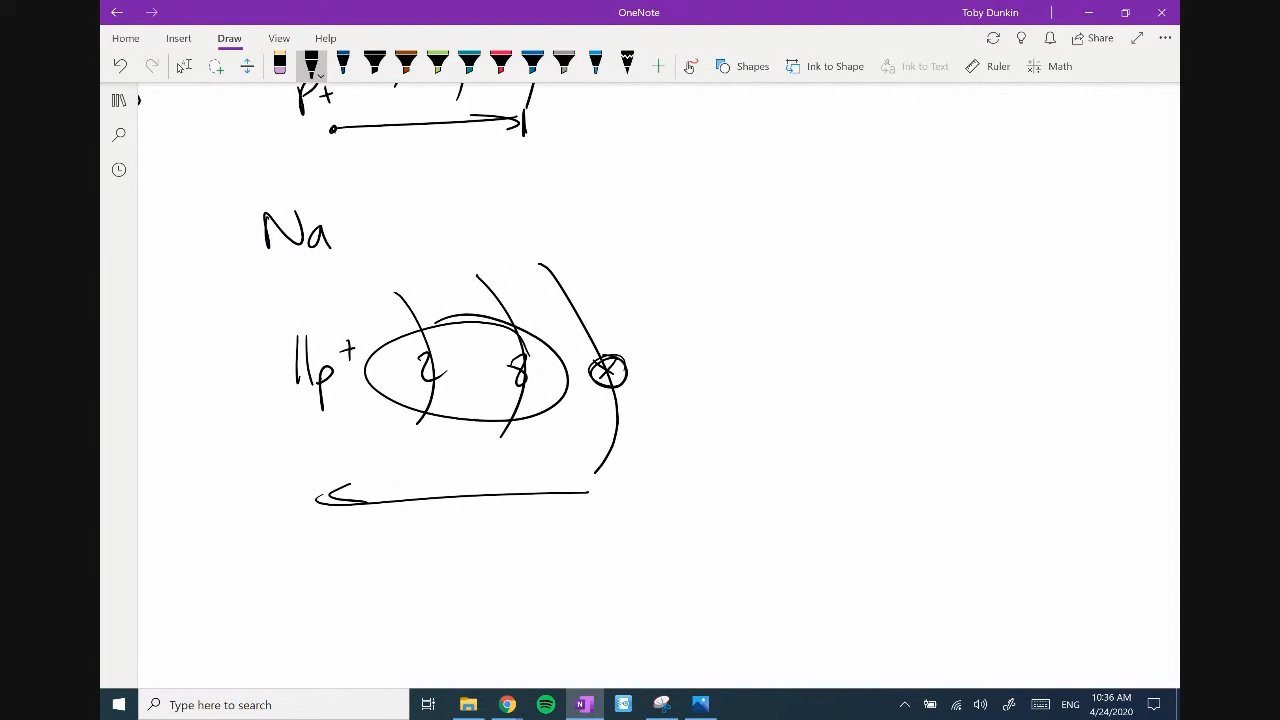 OneNote
Toby Dunkin
Home Insert Draw View Help
Share
Shapes Ink to Shape Ink to Text Ruler Math
p+
Na
11p+ 2 8 x
Type here to search
ENG
10:36 AM
4/24/2020